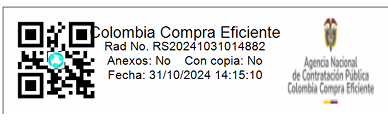 Colombia Compra Eficiente
Rad No. RS20241031014882
Anexos: No Con copia: No
Fecha: 31/10/2024 14:15:10
Agencia Nacional
de Contratación Pública
Colombia Compra Eficiente